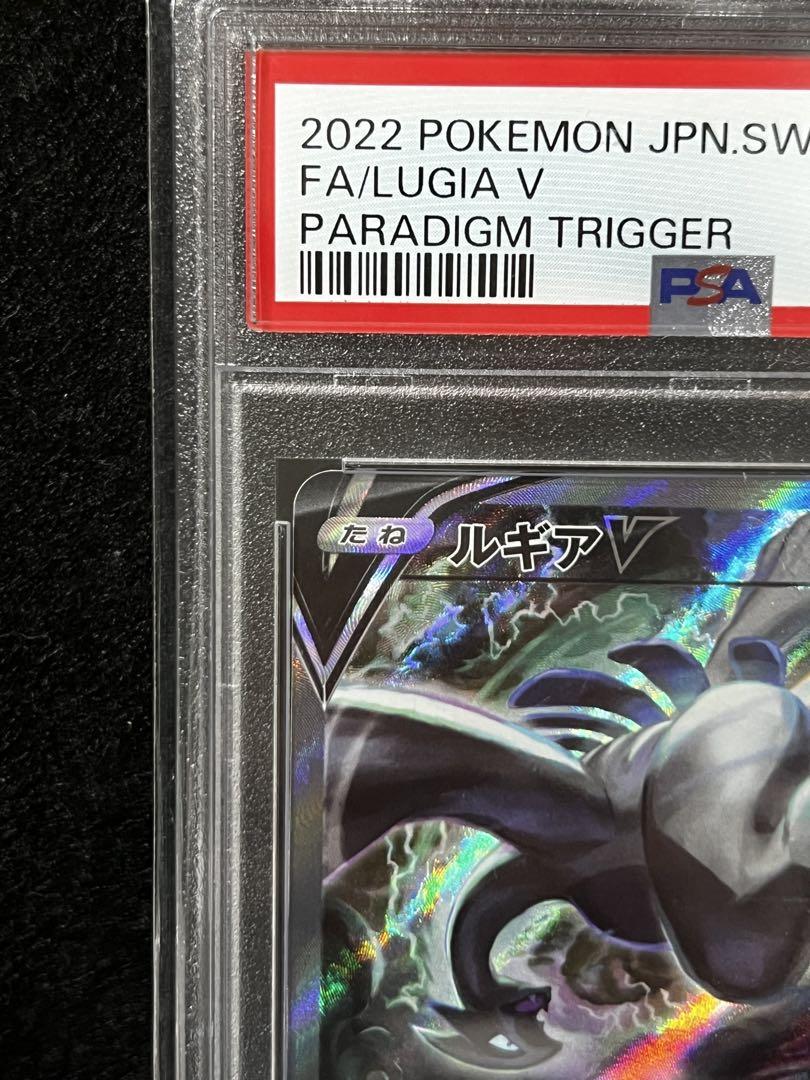 2022 POKEMON JPN.SW
FA/LUGIA V
PARADIGM TRIGGER
PSA
たね ルギアV